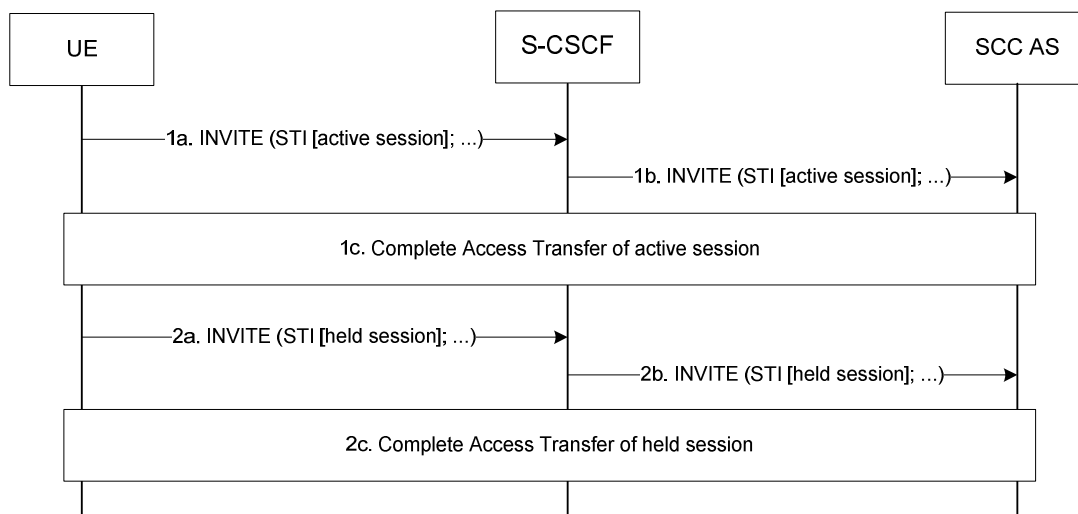 UE
S-CSCF
SCC AS
1a. INVITE (STI [active session]; ...)
1b. INVITE (STI [active session]; ...)
1c. Complete Access Transfer of active session
2a. INVITE (STI [held session]; ...)
2b. INVITE (STI [held session]; ...)
2c. Complete Access Transfer of held session